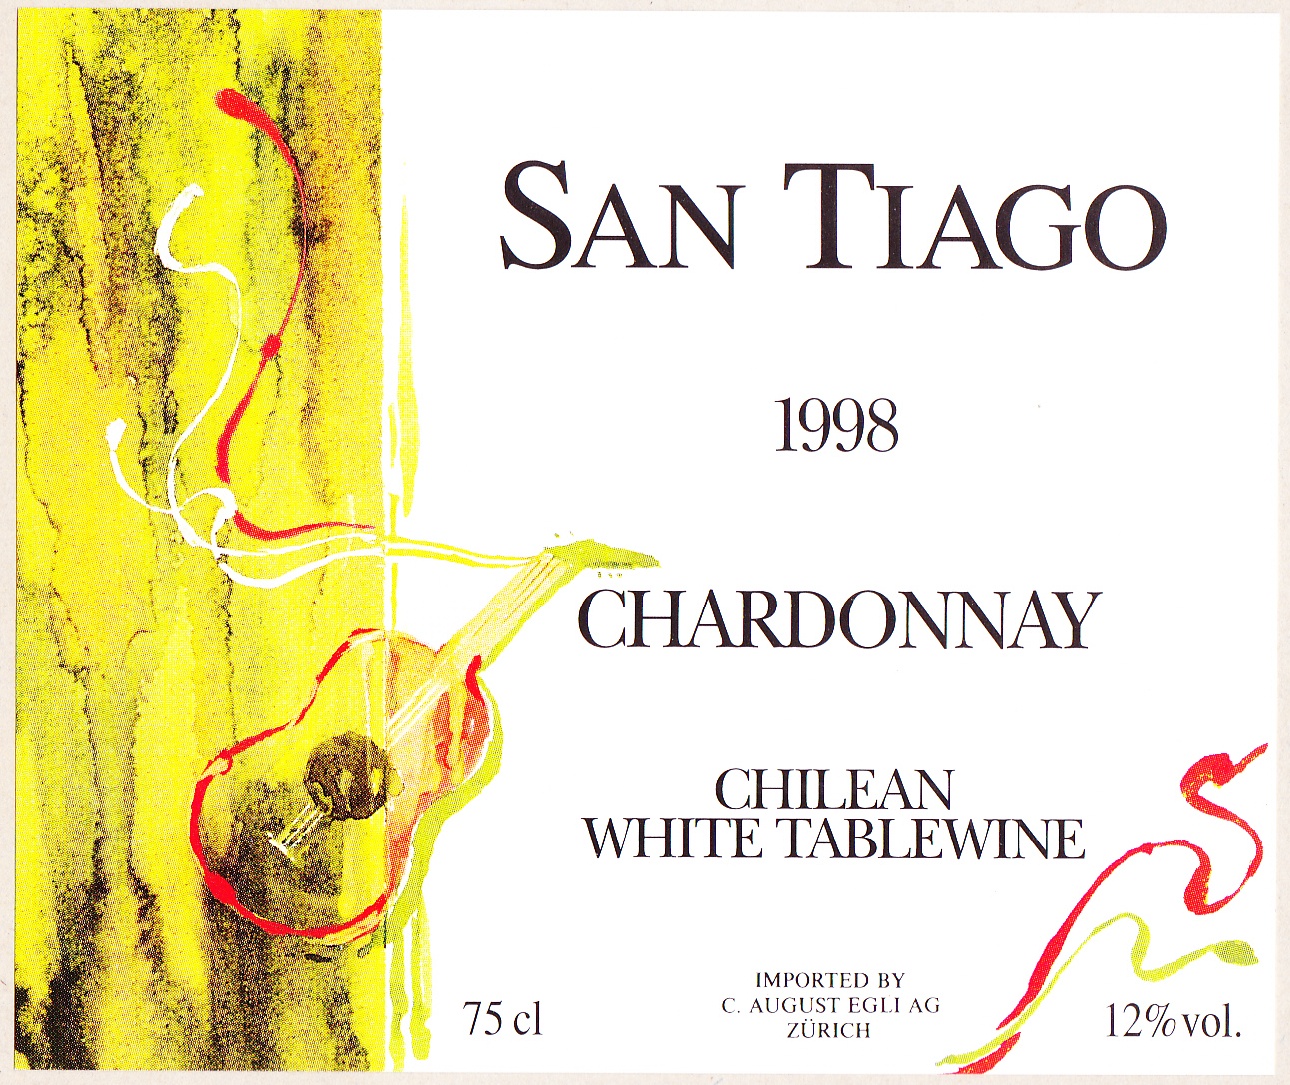 SAN TIAGO
1998
CHARDONNAY
CHILEAN
WHITE TABLEWINE
IMPORTED BY
C. AUGUST EGLI AG
ZÜRICH
75 cl
12% vol.